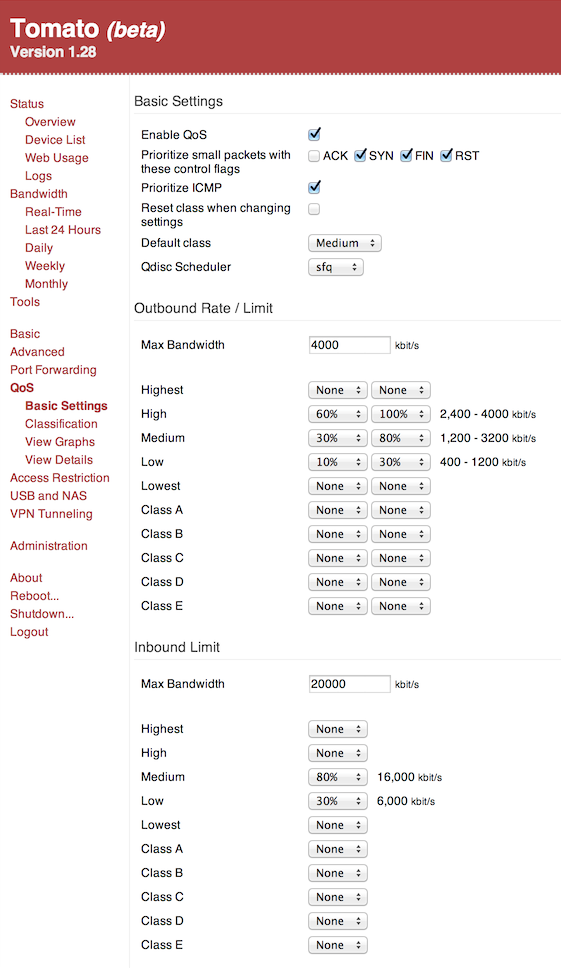 Tomato (beta)
Version 1.28
Status
Overview
Device List
Web Usage
Logs
Bandwidth
Real-Time
Last 24 Hours
Daily
Weekly
Monthly
Tools
Basic
Advanced
Port Forwarding
QoS
Basic Settings
Classification
View Graphs
View Details
Access Restriction
USB and NAS
VPN Tunneling
Administration
About
Reboot...
Shutdown...
Logout
Basic Settings
Enable QoS
Prioritize small packets with
these control flags
ACK SYN FIN RST
Prioritize ICMP
Reset class when changing
settings
Default class Medium
Qdisc Scheduler sfq
Outbound Rate / Limit
Max Bandwidth 4000 kbit/s
Highest None None
High 60% 100% 2,400 - 4000 kbit/s
Medium 30% 80% 1,200 - 3200 kbit/s
Low 10% 30% 400 - 1200 kbit/s
Lowest None None
Class A None None
Class B None None
Class C None None
Class D None None
Class E None None
Inbound Limit
Max Bandwidth 20000 kbit/s
Highest None
High None
Medium 80% 16,000 kbit/s
Low 30% 6,000 kbit/s
Lowest None
Class A None
Class B None
Class C None
Class D None
Class E None